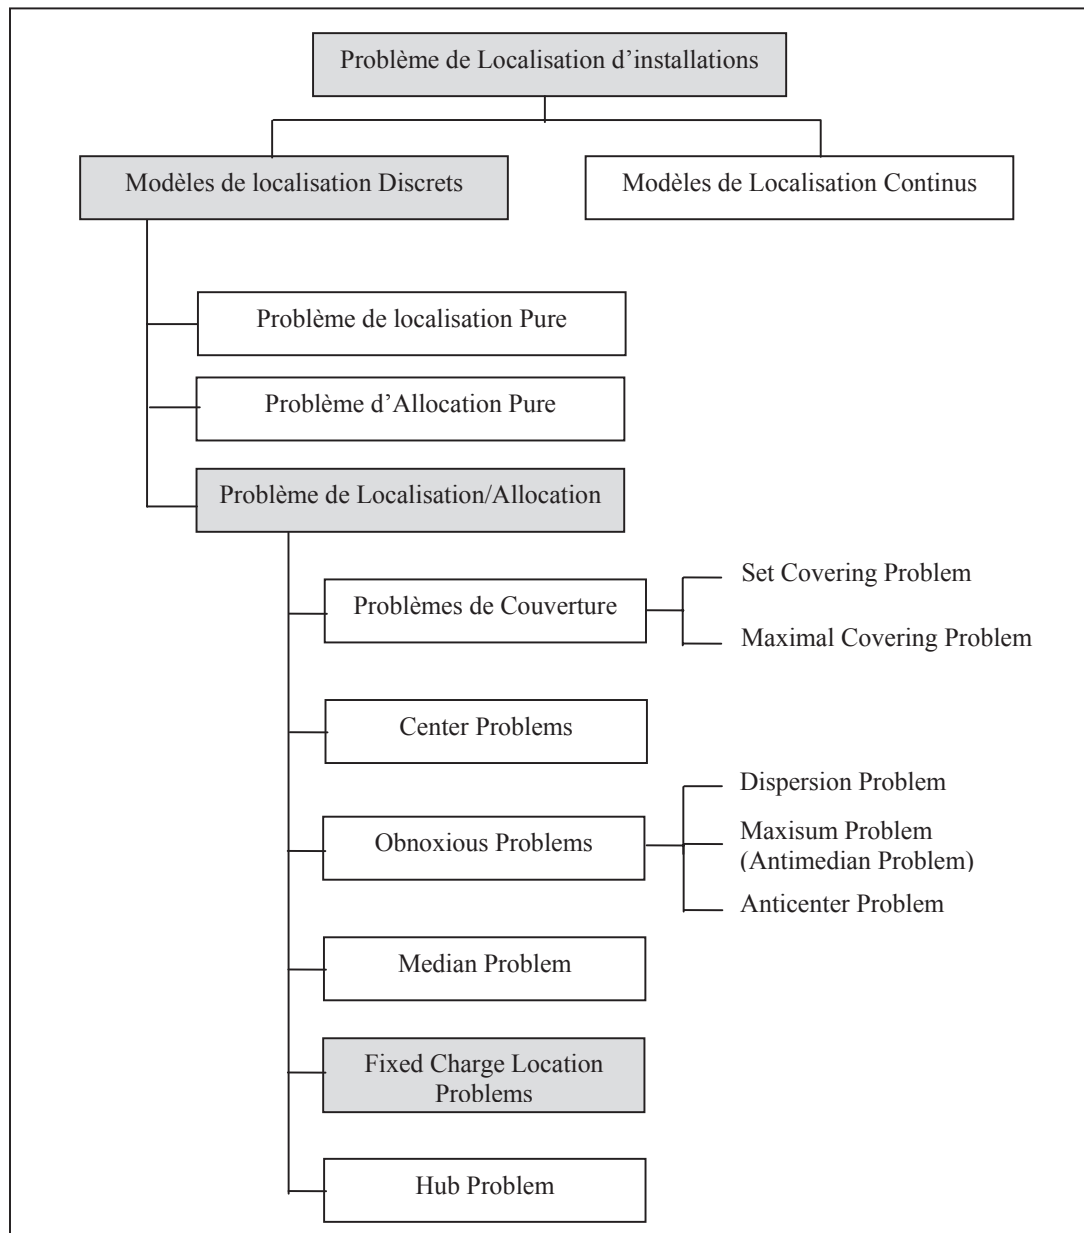 Problème de Localisation d’installations
Modèles de localisation Discrets
Modèles de Localisation Continus
Problème de localisation Pure
Problème d’Allocation Pure
Problème de Localisation/Allocation
Problèmes de Couverture
Set Covering Problem
Maximal Covering Problem
Center Problems
Obnoxious Problems
Dispersion Problem
Maxisum Problem
(Antimedian Problem)
Anticenter Problem
Median Problem
Fixed Charge Location
Problems
Hub Problem